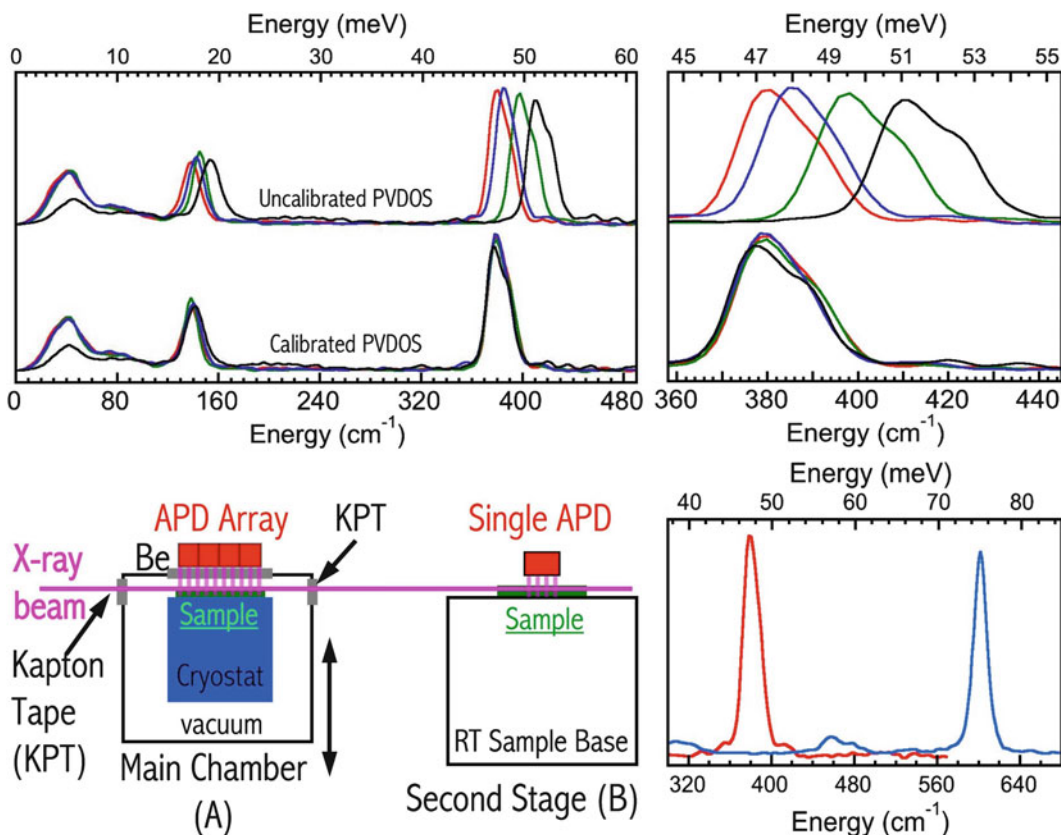 Energy (meV)
0 10 20 30 40 50 60
Uncalibrated PVDOS
Calibrated PVDOS
0 80 160 240 320 400 480
Energy (cm-1)
Energy (meV)
45 47 49 51 53 55
360 380 400 420 440
Energy (cm-1)
APD Array
KPT
Be
X-ray
beam
Sample
Kapton
Tape
(KPT)
Cryostat
vacuum
Main Chamber
(A)
Single APD
Sample
RT Sample Base
Second Stage (B)
Energy (meV)
40 50 60 70 80
320 400 480 560 640
Energy (cm-1)